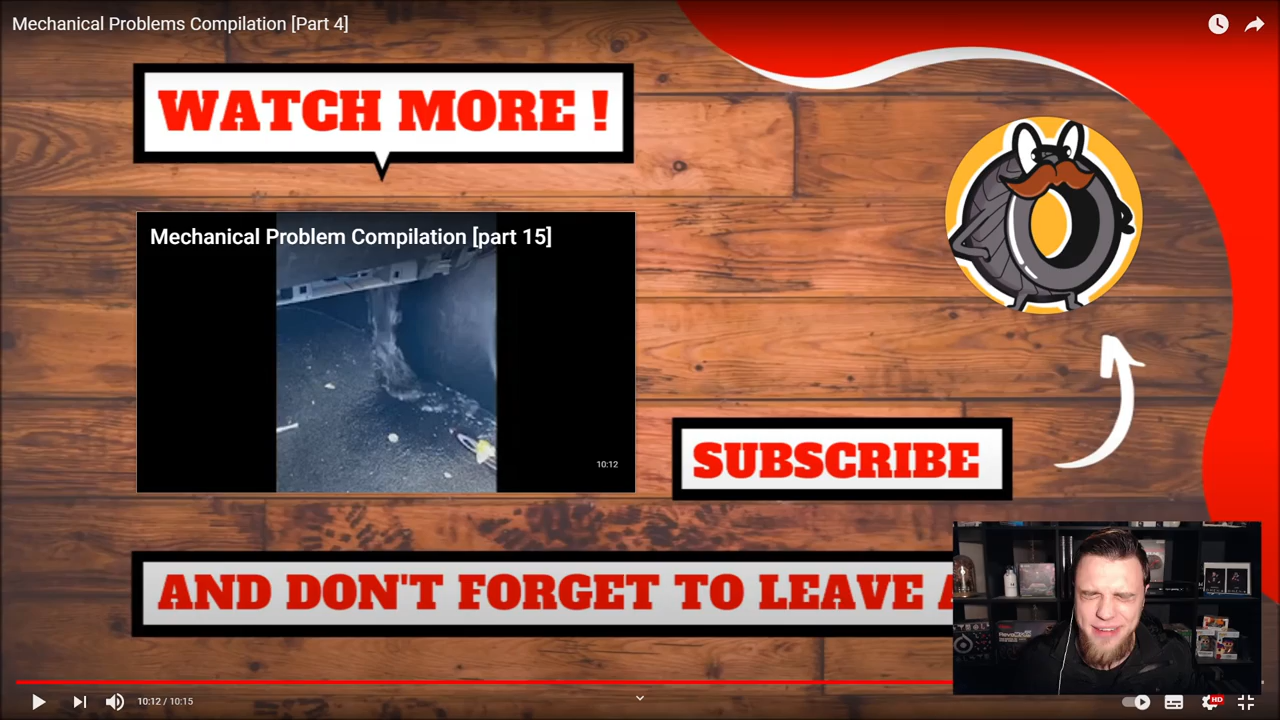 Mechanical Problems Compilation [Part 4]
WATCH MORE !
Mechanical Problem Compilation [part 15]
10:12
SUBSCRIBE
AND DON'T FORGET TO LEAVE A
10:12 / 10:15
HD